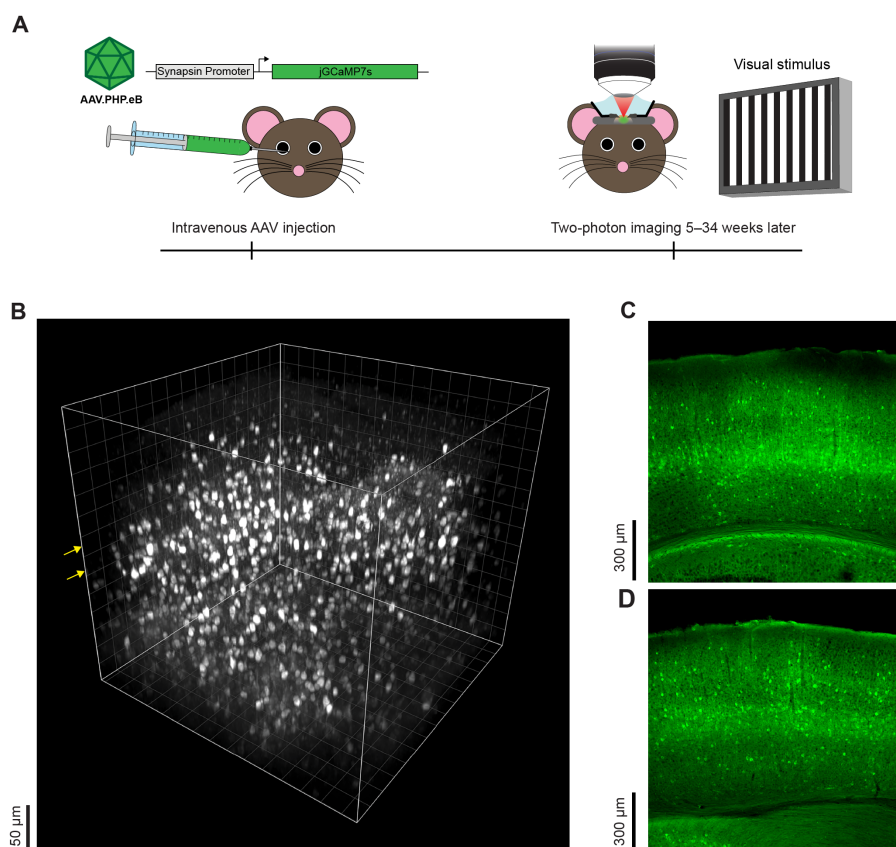 A
Synapsin Promoter
jGCaMP7s
AAV.PHP.eB
Visual stimulus
Intravenous AAV injection
Two-photon imaging 5–34 weeks later
B
C
300 µm
D
50 µm
300 µm